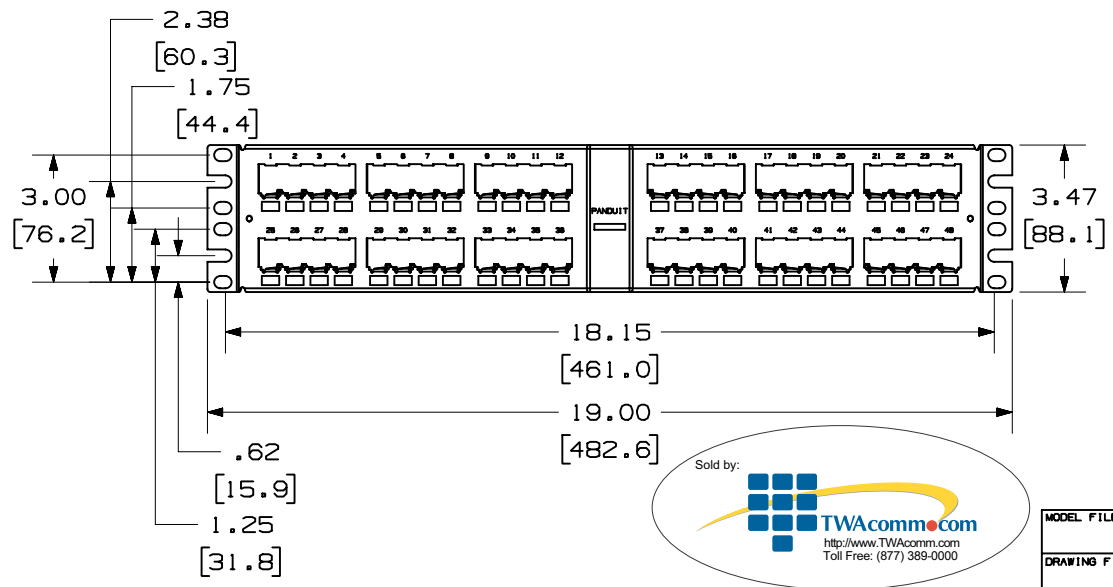 2.38
[60.3]
1.75
[44.4]
3.00
[76.2]
1 2 3 4 5 6 7 8 9 10 11 12 13 14 15 16 17 18 19 20 21 22 23 24
PANDUIT
25 26 27 28 29 30 31 32 33 34 35 36 37 38 39 40 41 42 43 44 45 46 47 48
3.47
[88.1]
18.15
[461.0]
19.00
[482.6]
.62
[15.9]
1.25
[31.8]
Sold by:
TWAcomm.com
http://www.TWAcomm.com
Toll Free: (877) 389-0000
MODEL FILE
DRAWING F